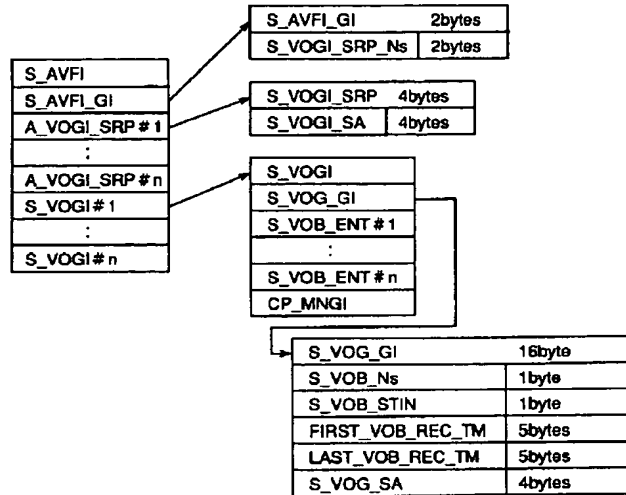 S_AVFI_GI 2bytes
S_VOGI_SRP_Ns 2bytes
S_AVFI
S_AVFI_GI
A_VOGI_SRP#1
:
A_VOGI_SRP#n
S_VOGI#1
:
S_VOGI#n
S_VOGI_SRP 4bytes
S_VOGI_SA 4bytes
S_VOGI
S_VOG_GI
S_VOB_ENT#1
:
S_VOB_ENT#n
CP_MNGI
S_VOG_GI 16byte
S_VOB_Ns 1byte
S_VOB_STIN 1byte
FIRST_VOB_REC_TM 5bytes
LAST_VOB_REC_TM 5bytes
S_VOG_SA 4bytes